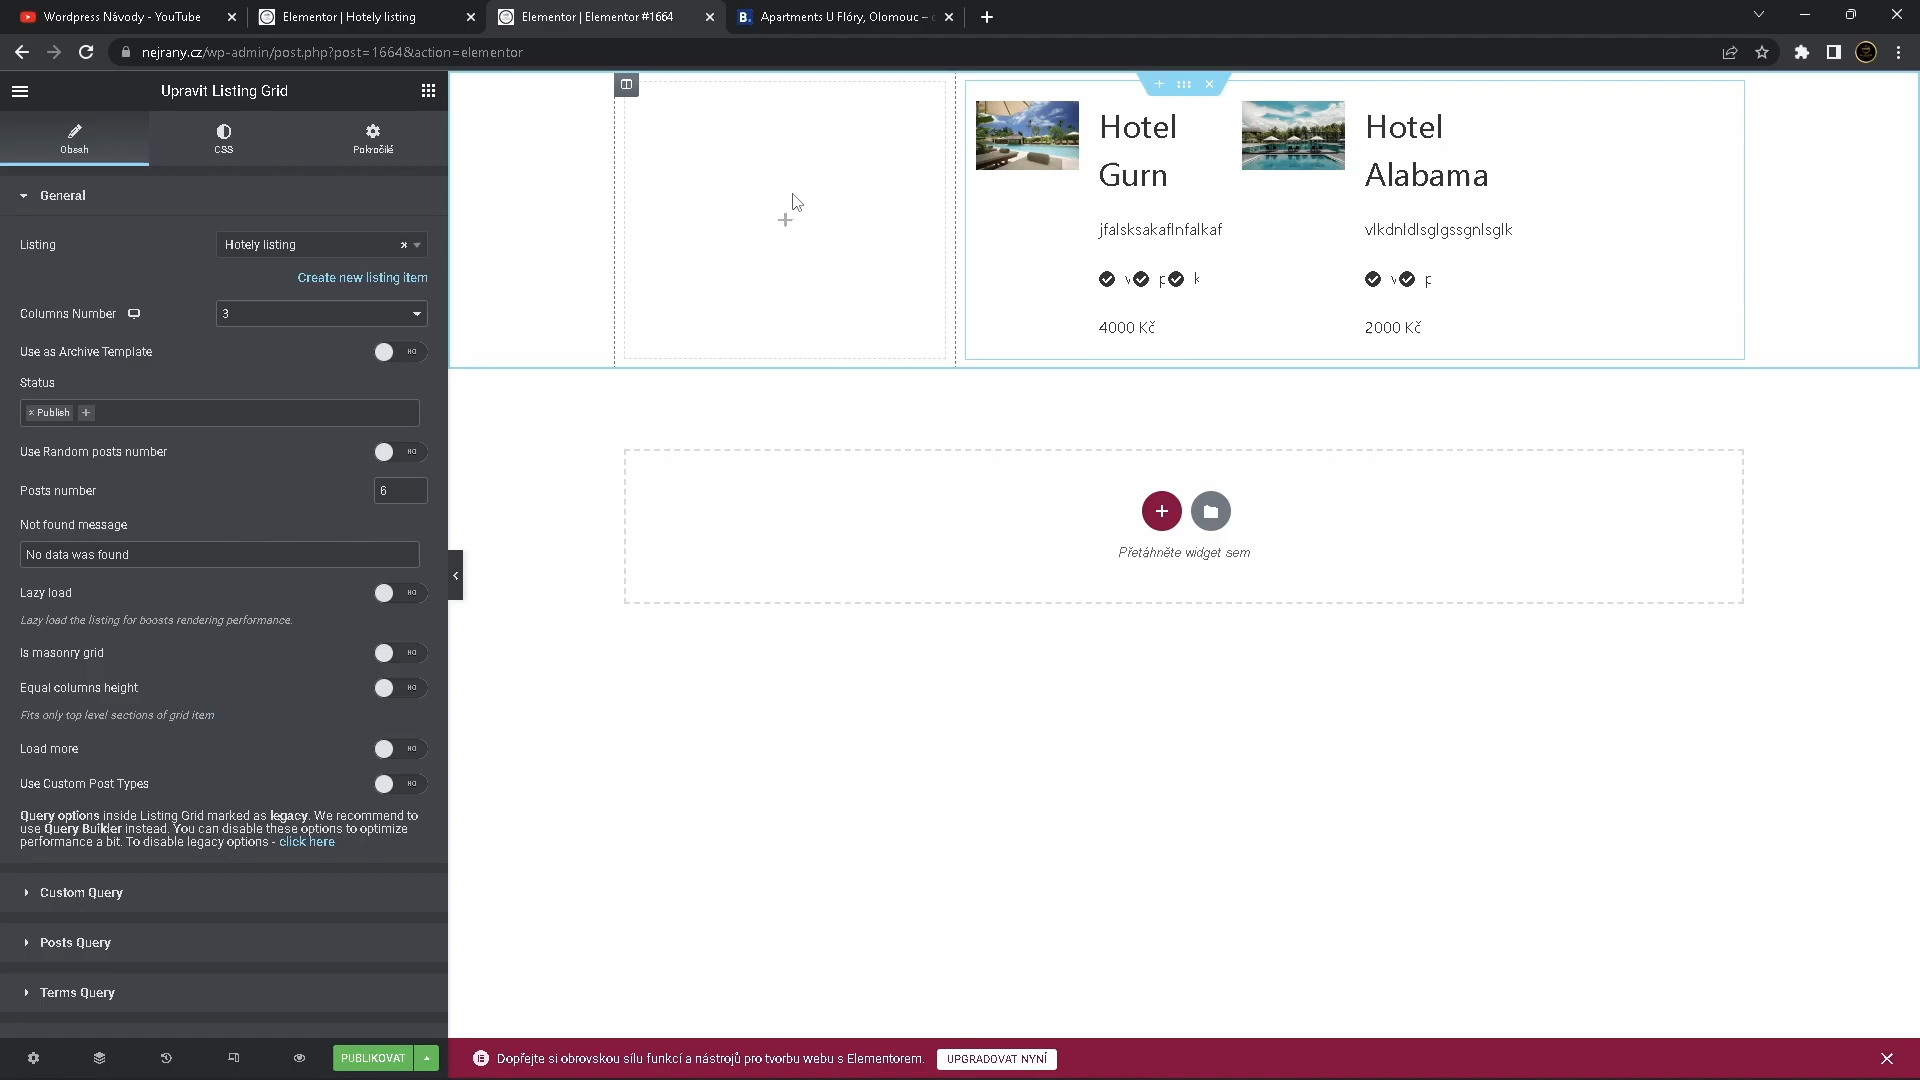 Wordpress Návody - YouTube
Elementor | Hotely listing
Elementor | Elementor #1664
B. Apartments U Flóry, Olomouc –
nejrany.cz/wp-admin/post.php?post=1664&action=elementor
Upravit Listing Grid
Obsah
CSS
Pokročilé
General
Listing
Hotely listing
Create new listing item
Columns Number
3
Use as Archive Template
NO
Status
× Publish +
Use Random posts number
NO
Posts number
6
Not found message
No data was found
Lazy load
NO
Lazy load the listing for boosts rendering performance.
Is masonry grid
NO
Equal columns height
NO
Fits only top level sections of grid item
Load more
NO
Use Custom Post Types
NO
Query options inside Listing Grid marked as legacy. We recommend to
use Query Builder instead. You can disable these options to optimize
performance a bit. To disable legacy options - click here
Custom Query
Posts Query
Terms Query
PUBLIKOVAT
Hotel
Gurn
jfalsksakaflnfalkaf
v p k
4000 Kč
Hotel
Alabama
vlkdnldlsglgssgnlsglk
v p
2000 Kč
Přetáhněte widget sem
Dopřejte si obrovskou sílu funkcí a nástrojů pro tvorbu webu s Elementorem.
UPGRADOVAT NYNÍ